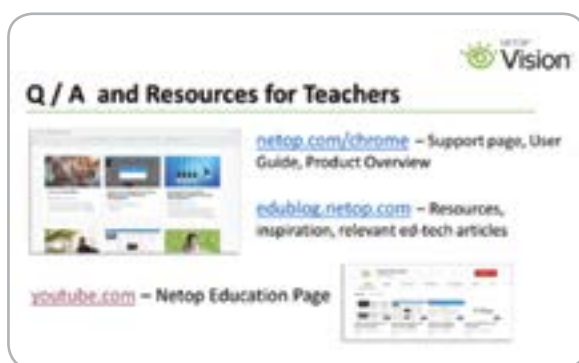 netop
Vision
Q / A and Resources for Teachers
netop.com/chrome – Support page, User
Guide, Product Overview
edublog.netop.com – Resources,
inspiration, relevant ed-tech articles
youtube.com – Netop Education Page